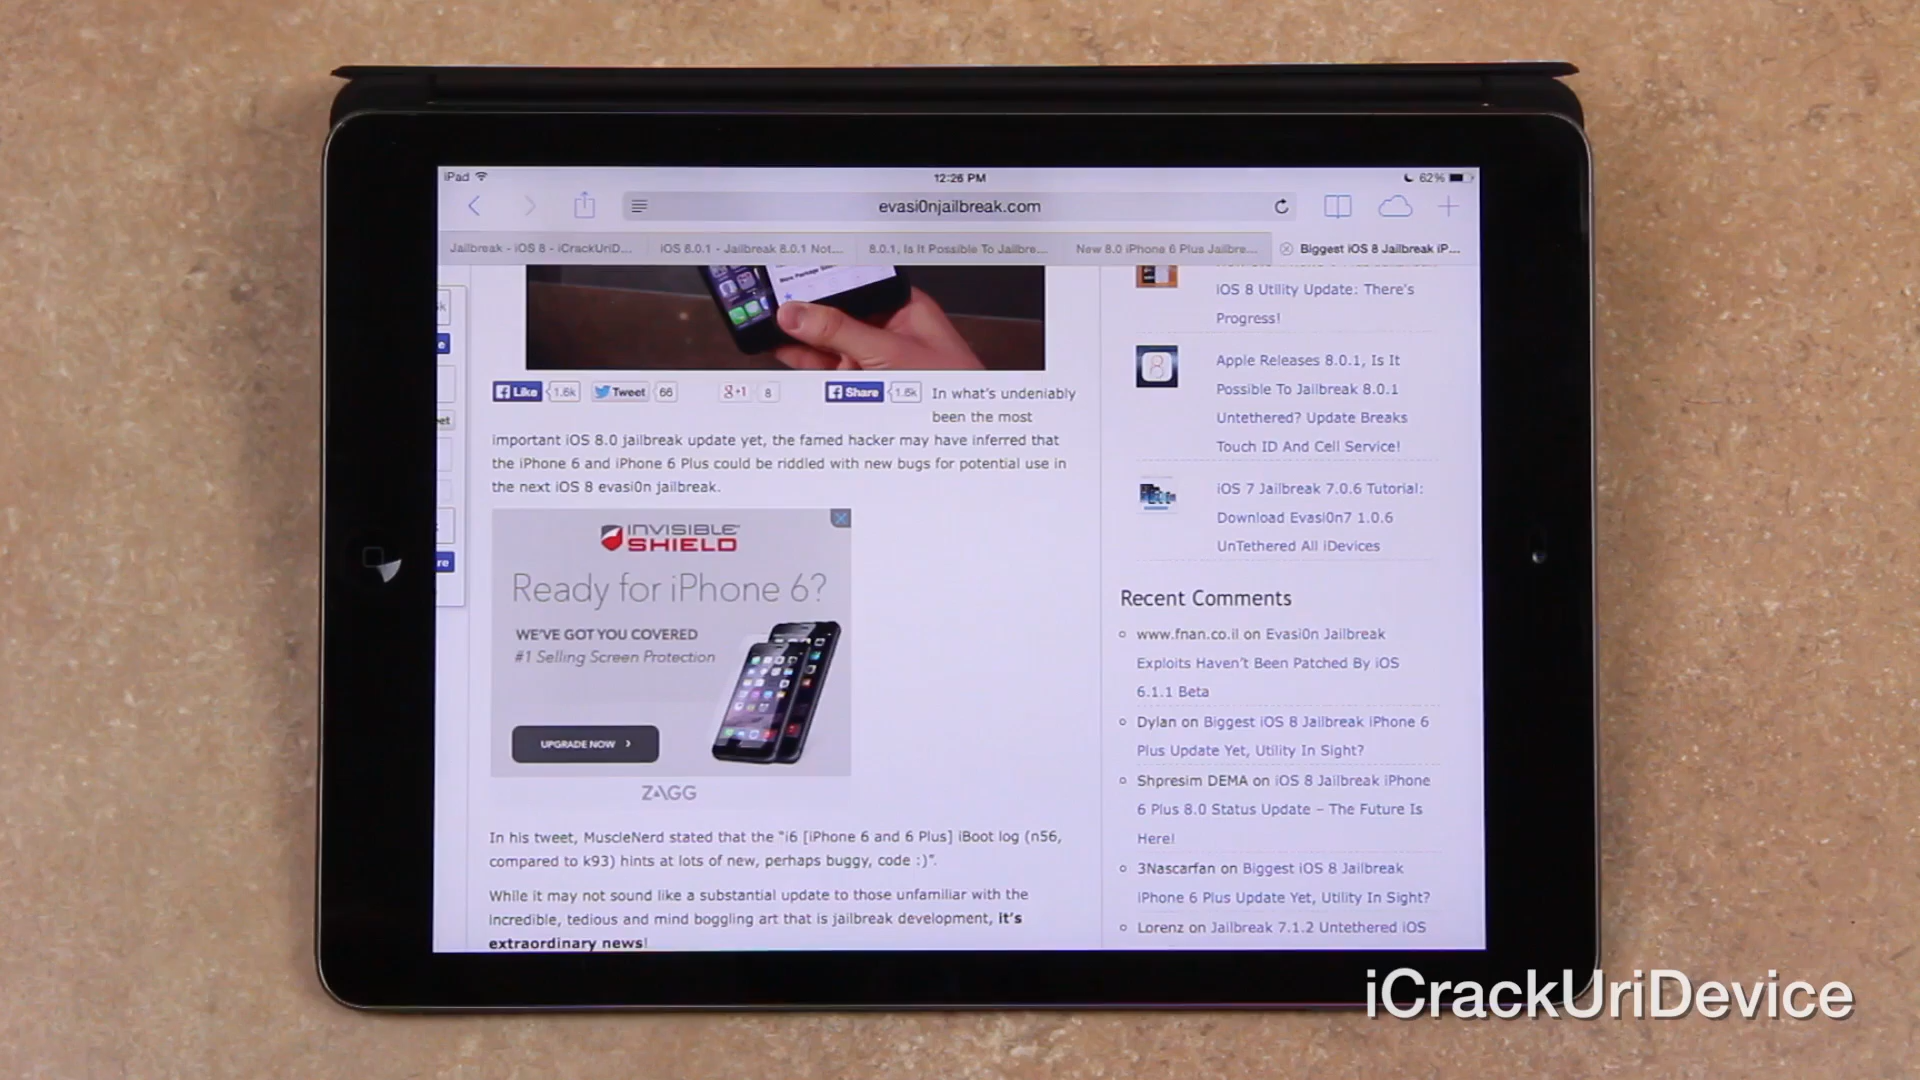 iPad
12:26 PM
62%
evasi0njailbreak.com
Jailbreak - iOS 8 - iCrackUriD...
iOS 8.0.1 - Jailbreak 8.0.1 Not...
8.0.1, Is It Possible To Jailbre...
New 8.0 iPhone 6 Plus Jailbre...
Biggest iOS 8 Jailbreak iP...
Like 1.6k
Tweet 66
g+1 8
Share 1.6k
In what's undeniably
been the most
important iOS 8.0 jailbreak update yet, the famed hacker may have inferred that
the iPhone 6 and iPhone 6 Plus could be riddled with new bugs for potential use in
the next iOS 8 evasi0n jailbreak.
INVISIBLE
SHIELD
Ready for iPhone 6?
WE'VE GOT YOU COVERED
#1 Selling Screen Protection
UPGRADE NOW ›
ZAGG
In his tweet, MuscleNerd stated that the "i6 [iPhone 6 and 6 Plus] iBoot log (n56,
compared to k93) hints at lots of new, perhaps buggy, code :)".
While it may not sound like a substantial update to those unfamiliar with the
incredible, tedious and mind boggling art that is jailbreak development, it's
extraordinary news!
iOS 8 Utility Update: There's
Progress!
Apple Releases 8.0.1, Is It
Possible To Jailbreak 8.0.1
Untethered? Update Breaks
Touch ID And Cell Service!
iOS 7 Jailbreak 7.0.6 Tutorial:
Download Evasi0n7 1.0.6
UnTethered All iDevices
Recent Comments
www.fnan.co.il on Evasi0n Jailbreak
Exploits Haven't Been Patched By iOS
6.1.1 Beta
Dylan on Biggest iOS 8 Jailbreak iPhone 6
Plus Update Yet, Utility In Sight?
Shpresim DEMA on iOS 8 Jailbreak iPhone
6 Plus 8.0 Status Update – The Future Is
Here!
3Nascarfan on Biggest iOS 8 Jailbreak
iPhone 6 Plus Update Yet, Utility In Sight?
Lorenz on Jailbreak 7.1.2 Untethered iOS
iCrackUriDevice